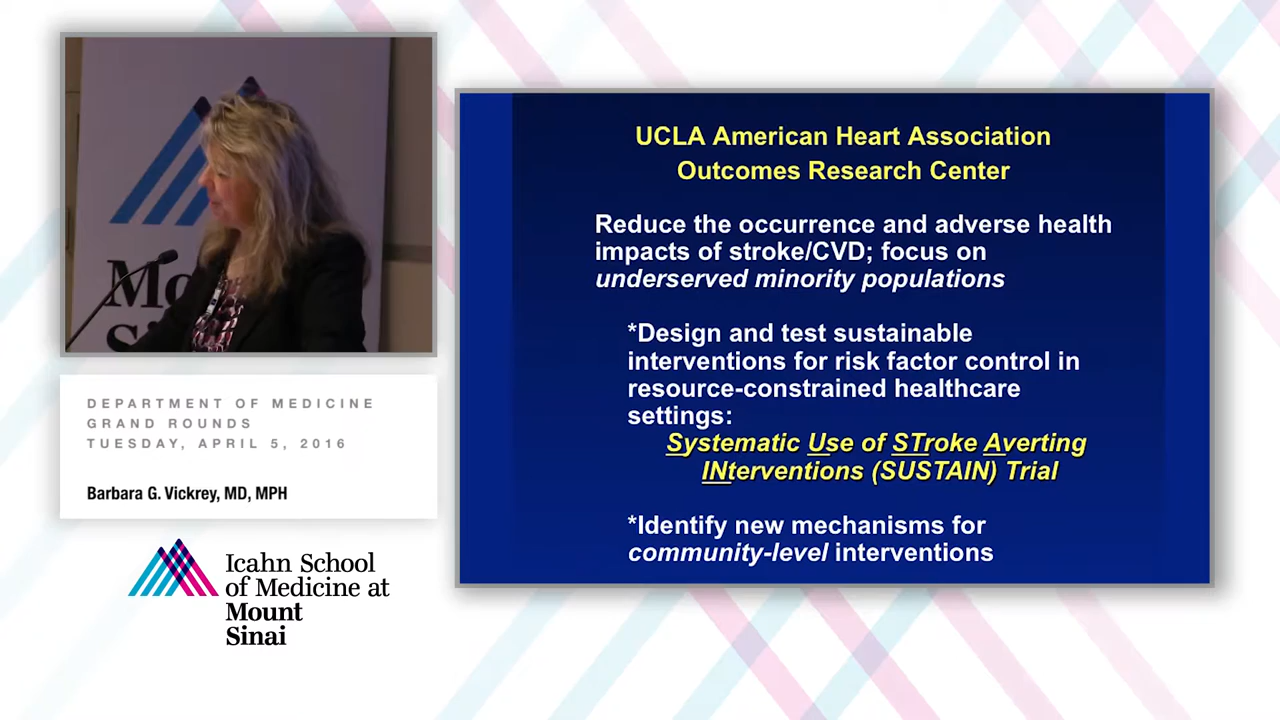 Mo
Sinai
DEPARTMENT OF MEDICINE
GRAND ROUNDS
TUESDAY, APRIL 5, 2016
Barbara G. Vickrey, MD, MPH
Icahn School
of Medicine at
Mount
Sinai
UCLA American Heart Association
Outcomes Research Center
Reduce the occurrence and adverse health
impacts of stroke/CVD; focus on
underserved minority populations
*Design and test sustainable
interventions for risk factor control in
resource-constrained healthcare
settings:
Systematic Use of STroke Averting
INterventions (SUSTAIN) Trial
*Identify new mechanisms for
community-level interventions